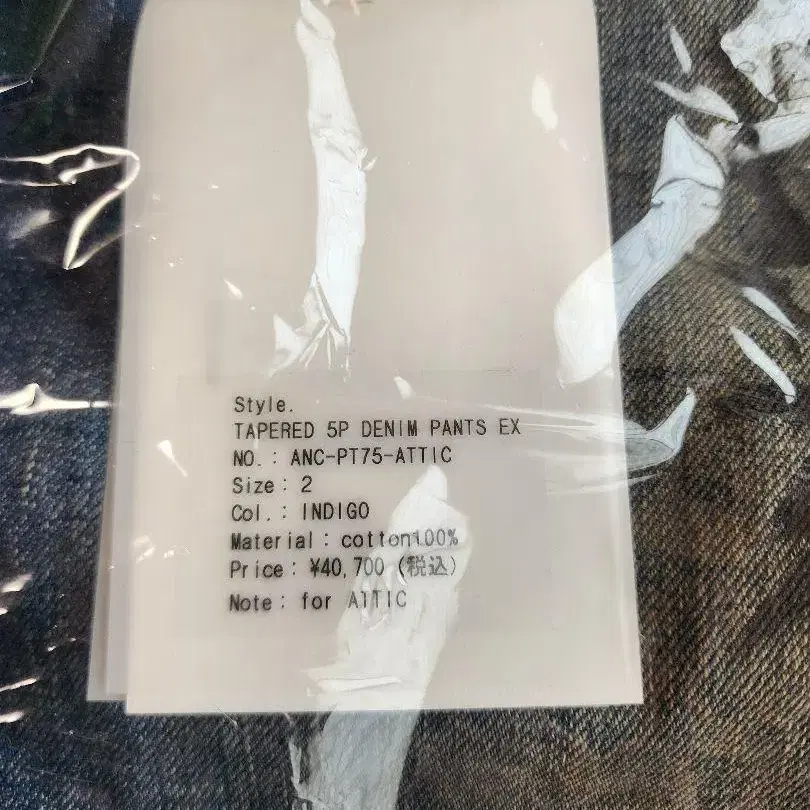 Style.
TAPERED 5P DENIM PANTS EX
NO.: ANC-PT75-ATTIC
Size: 2
Col.: INDIGO
Material: cotton100%
Price: ¥40,700 (税込)
Note: for ATTIC